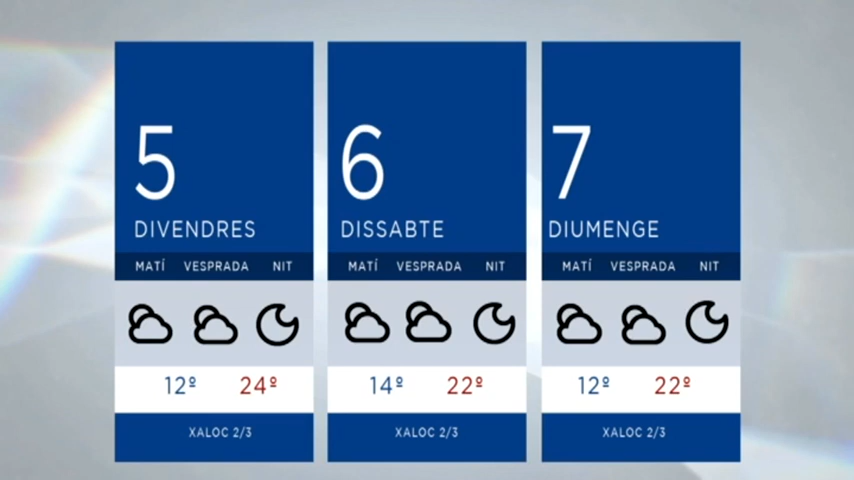 5
DIVENDRES
MATÍ VESPRADA NIT
12º 24º
XALOC 2/3
6
DISSABTE
MATÍ VESPRADA NIT
14º 22º
XALOC 2/3
7
DIUMENGE
MATÍ VESPRADA NIT
12º 22º
XALOC 2/3